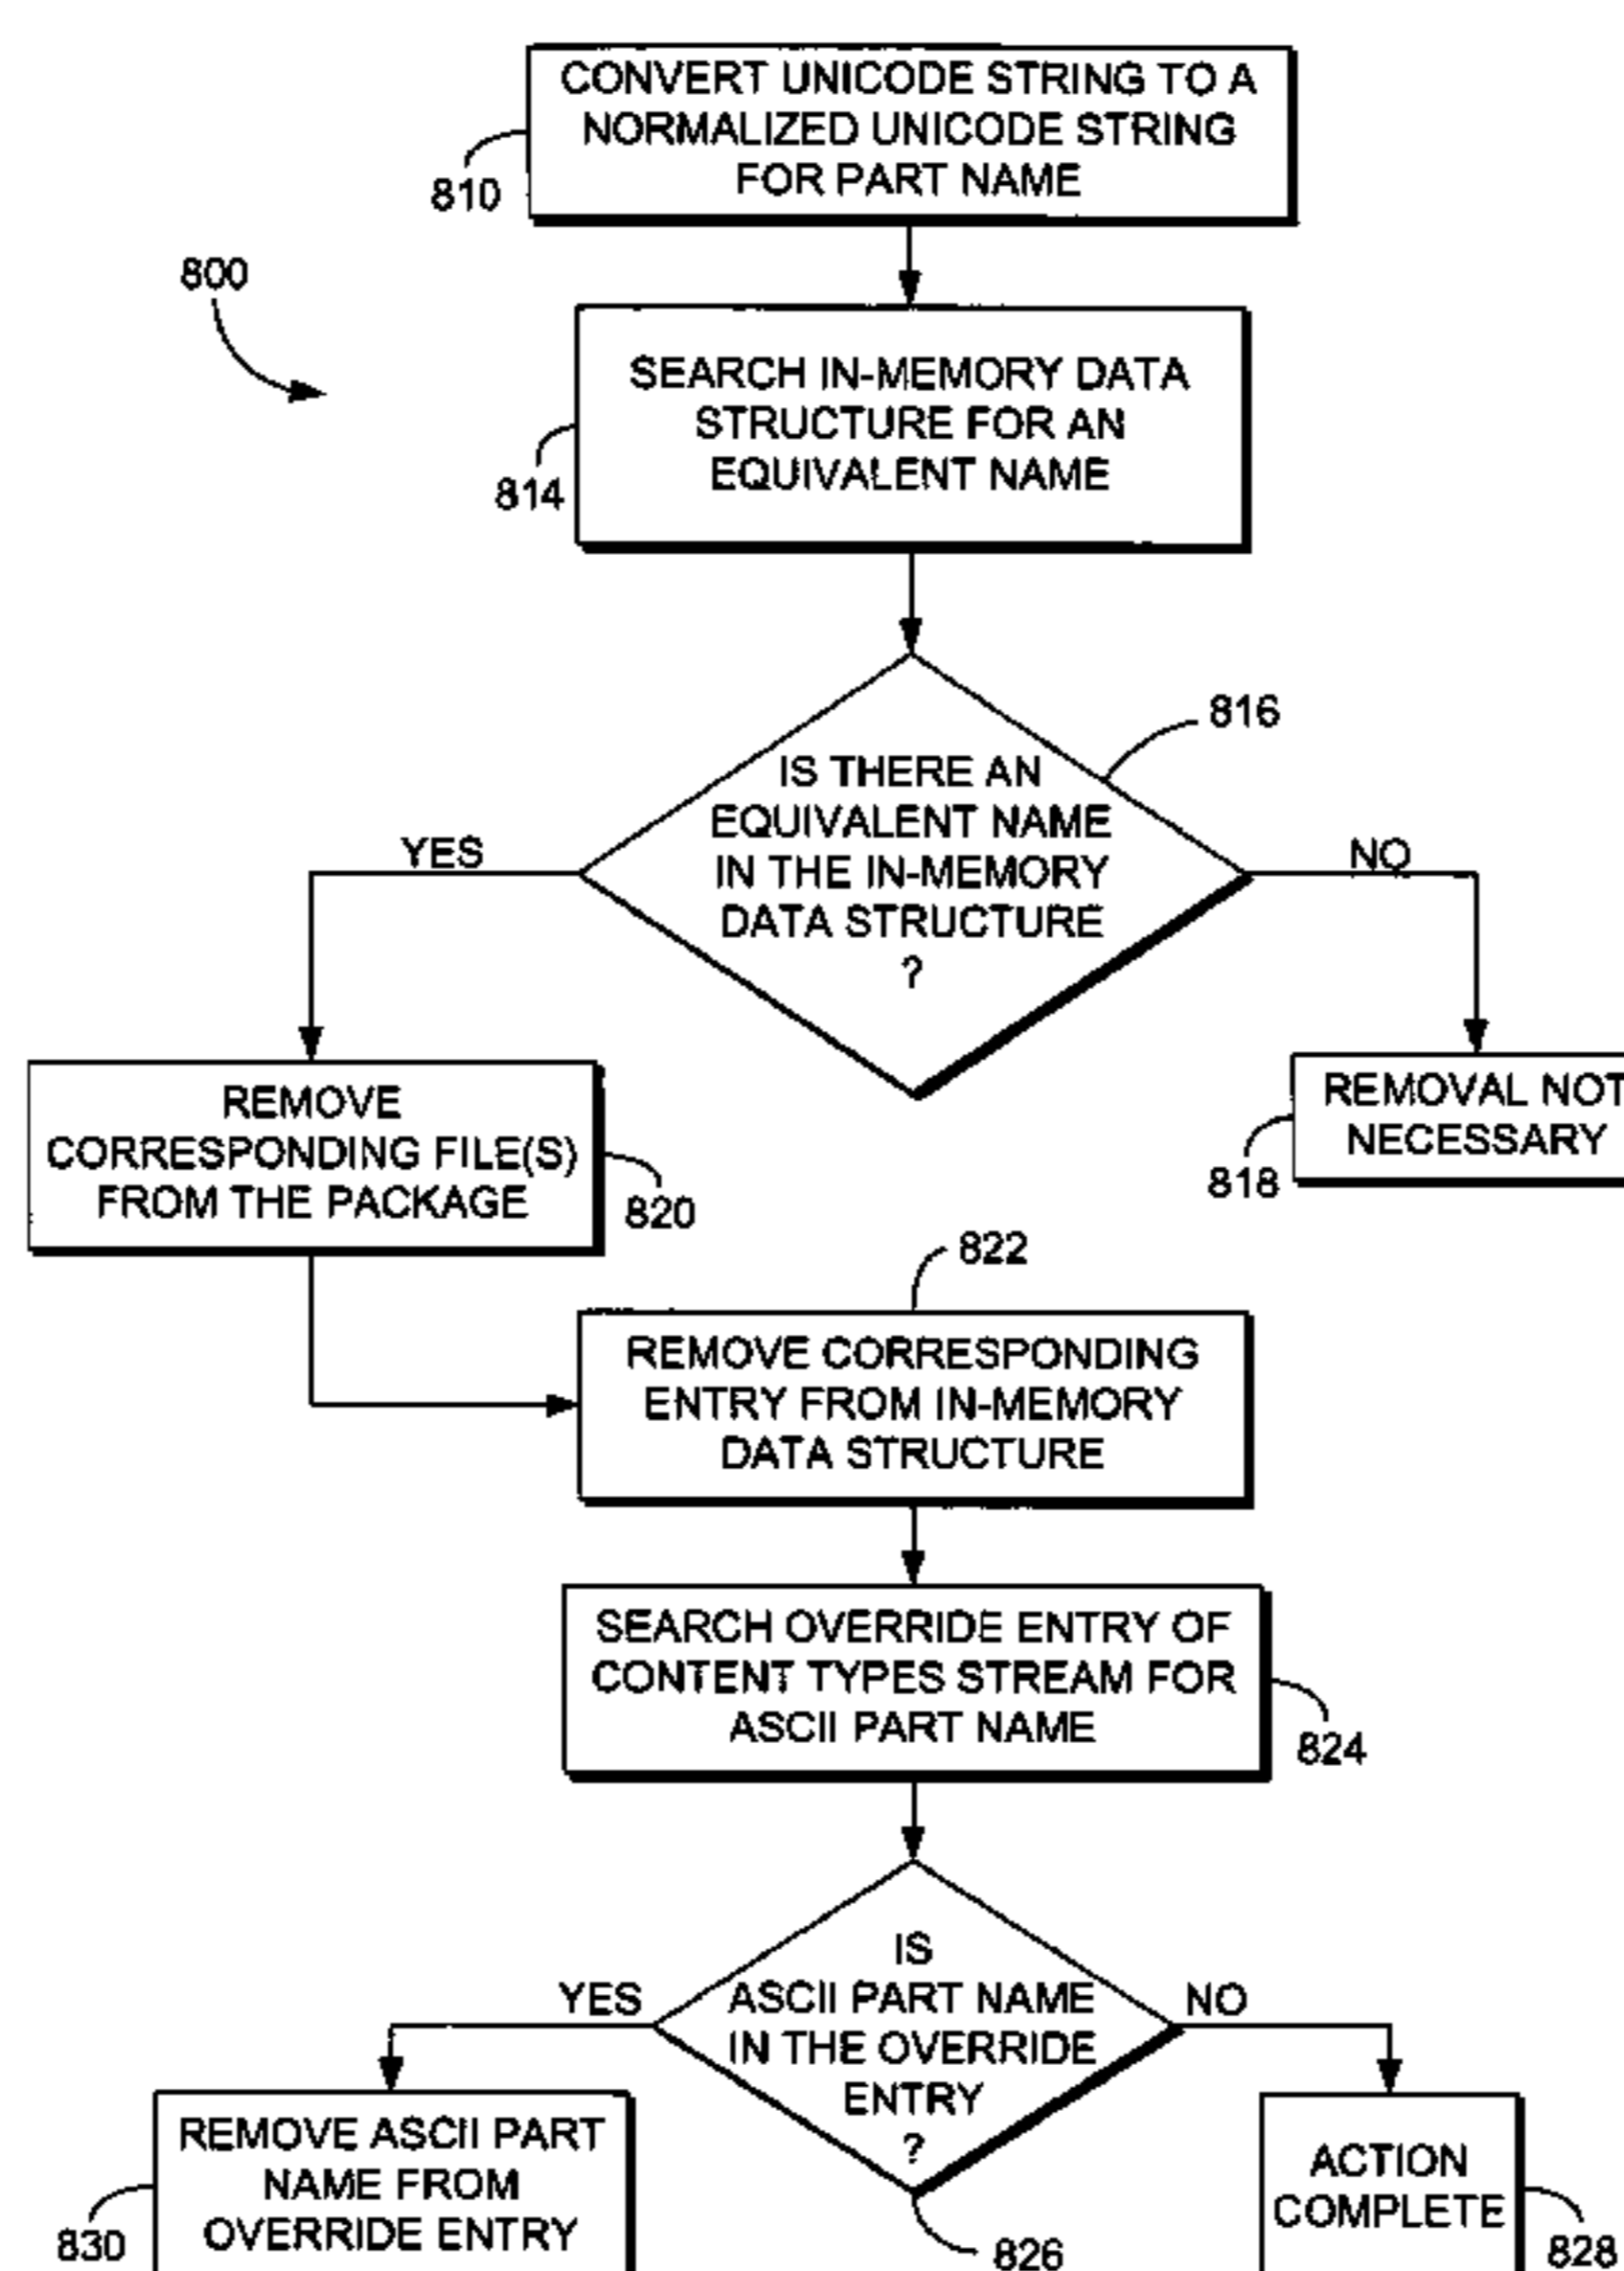 CONVERT UNICODE STRING TO A
NORMALIZED UNICODE STRING
FOR PART NAME
810
800
SEARCH IN-MEMORY DATA
STRUCTURE FOR AN
EQUIVALENT NAME
814
816
IS THERE AN
EQUIVALENT NAME
IN THE IN-MEMORY
DATA STRUCTURE
?
YES
NO
REMOVE
CORRESPONDING FILE(S)
FROM THE PACKAGE
820
REMOVAL NOT
NECESSARY
818
822
REMOVE CORRESPONDING
ENTRY FROM IN-MEMORY
DATA STRUCTURE
SEARCH OVERRIDE ENTRY OF
CONTENT TYPES STREAM FOR
ASCII PART NAME
824
IS
ASCII PART NAME
IN THE OVERRIDE
ENTRY
?
YES
NO
REMOVE ASCII PART
NAME FROM
OVERRIDE ENTRY
830
826
ACTION
COMPLETE
828